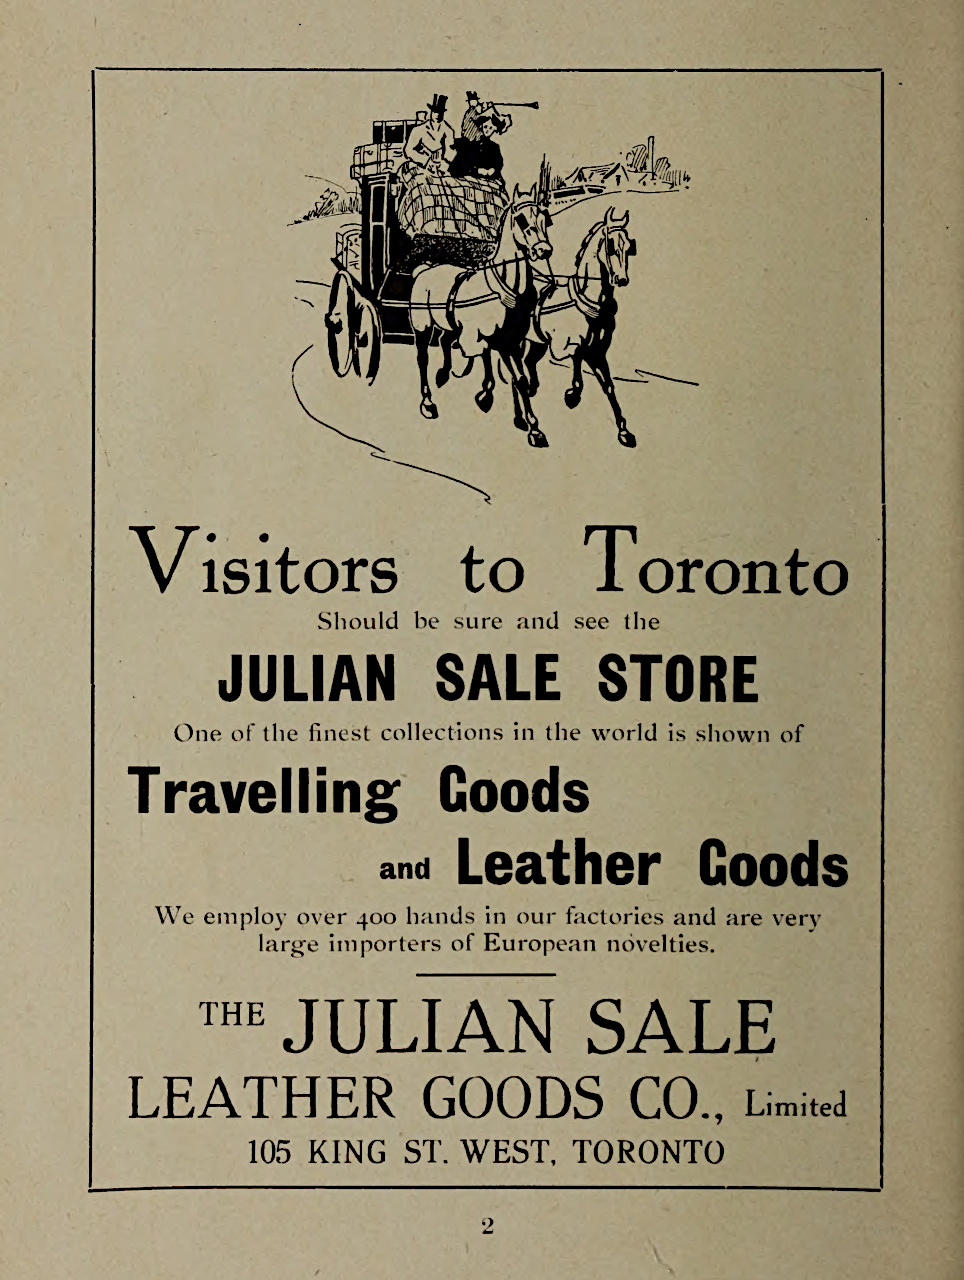 Visitors to Toronto
Should be sure and see the
JULIAN SALE STORE
One of the finest collections in the world is shown of
Travelling Goods
and Leather Goods
We employ over 400 hands in our factories and are very
large importers of European novelties.
THE JULIAN SALE
LEATHER GOODS CO., Limited
105 KING ST. WEST, TORONTO
2